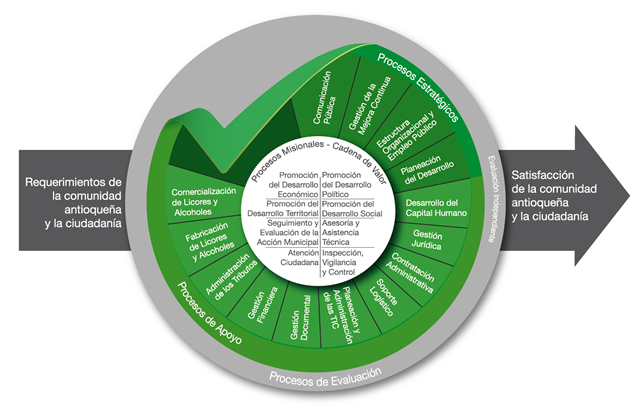 Requerimientos de
la comunidad
antioqueña
y la ciudadanía
Procesos Estratégicos
Comunicación
Pública
Gestión de la
Mejora Continua
Estructura
Organizacional y
Empleo Público
Planeación
del Desarrollo
Evaluación Independiente
Procesos Misionales - Cadena de Valor
Promoción
del Desarrollo
Económico
Promoción
del Desarrollo
Político
Promoción del
Desarrollo Territorial
Promoción del
Desarrollo Social
Seguimiento y
Evaluación de la
Acción Municipal
Asesoría y
Asistencia
Técnica
Atención
Ciudadana
Inspección,
Vigilancia
y Control
Desarrollo del
Capital Humano
Gestión
Jurídica
Contratación
Administrativa
Soporte
Logístico
Planeación y
Administración
de las TIC
Gestión
Documental
Gestión
Financiera
Administración
de los Tributos
Fabricación
de Licores
y Alcoholes
Comercialización
de Licores y
Alcoholes
Procesos de Apoyo
Procesos de Evaluación
Satisfacción
de la comunidad
antioqueña
y la ciudadanía